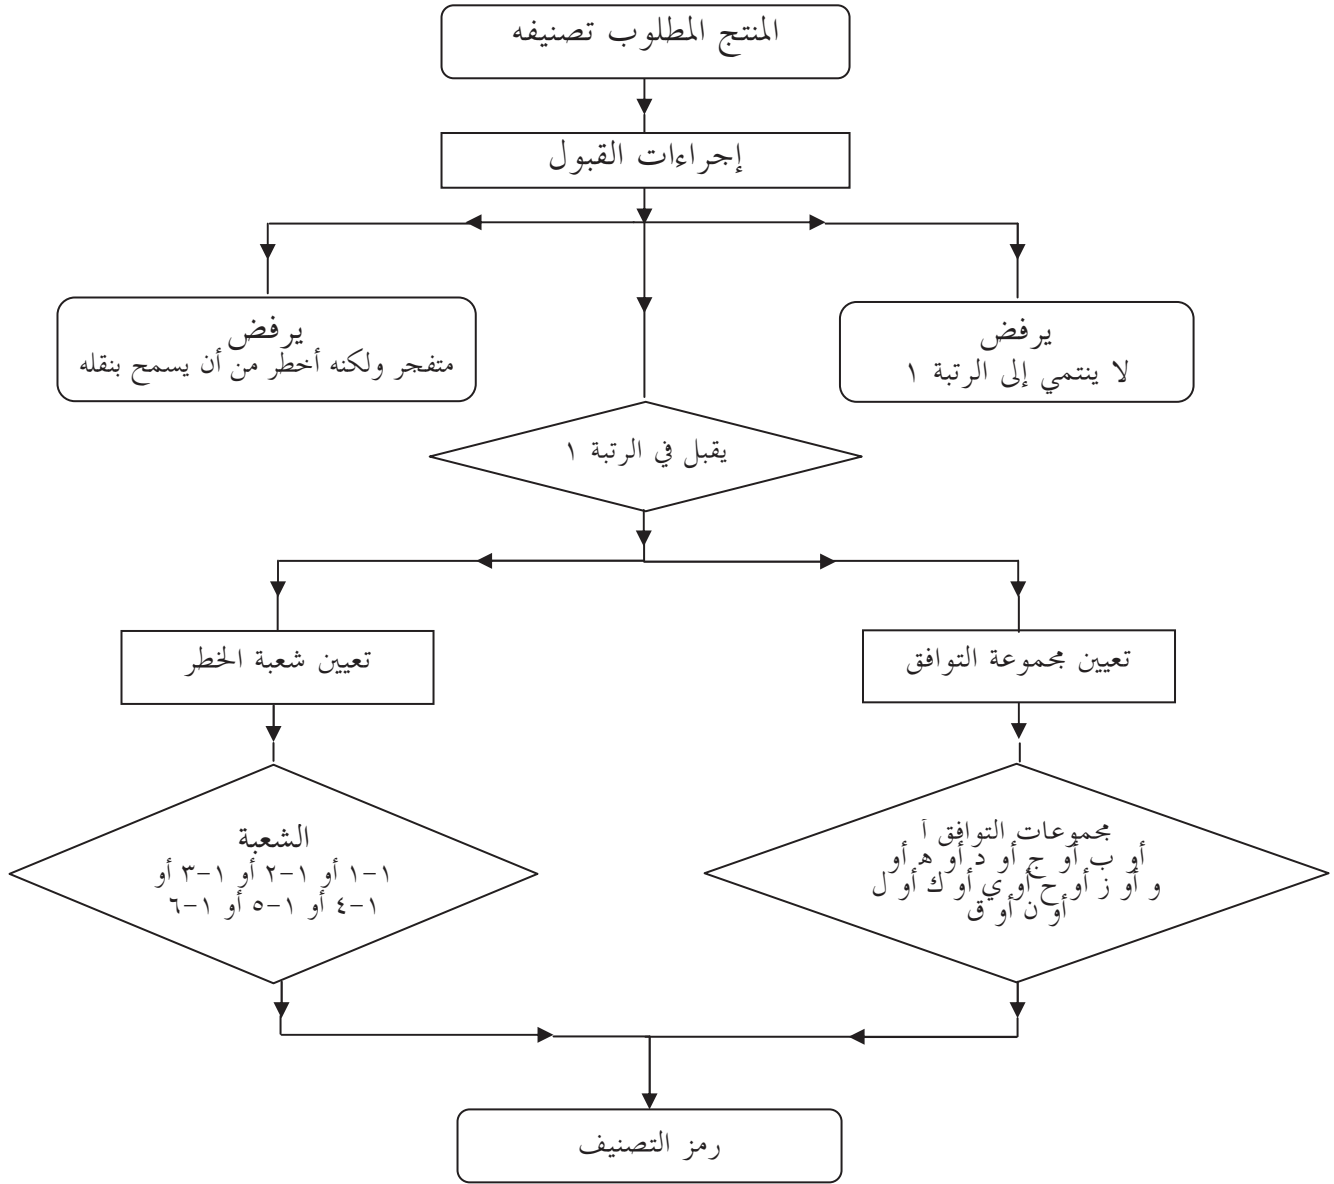 المنتج المطلوب تصنيفه
إجراءات القبول
يرفض
لا ينتمي إلى الرتبة ١
يرفض
متفجر ولكنه أخطر من أن يسمح بنقله
يقبل في الرتبة ١
تعيين مجموعة التوافق
تعيين شعبة الخطر
مجموعات التوافق أ
أو ب أو ج أو د أو ه أو
و أو ز أو ح أو ي أو ك أو ل
أو ن أو ق
الشعبة
١-١ أو ١-٢ أو ١-٣ أو
١-٤ أو ١-٥ أو ١-٦
رمز التصنيف